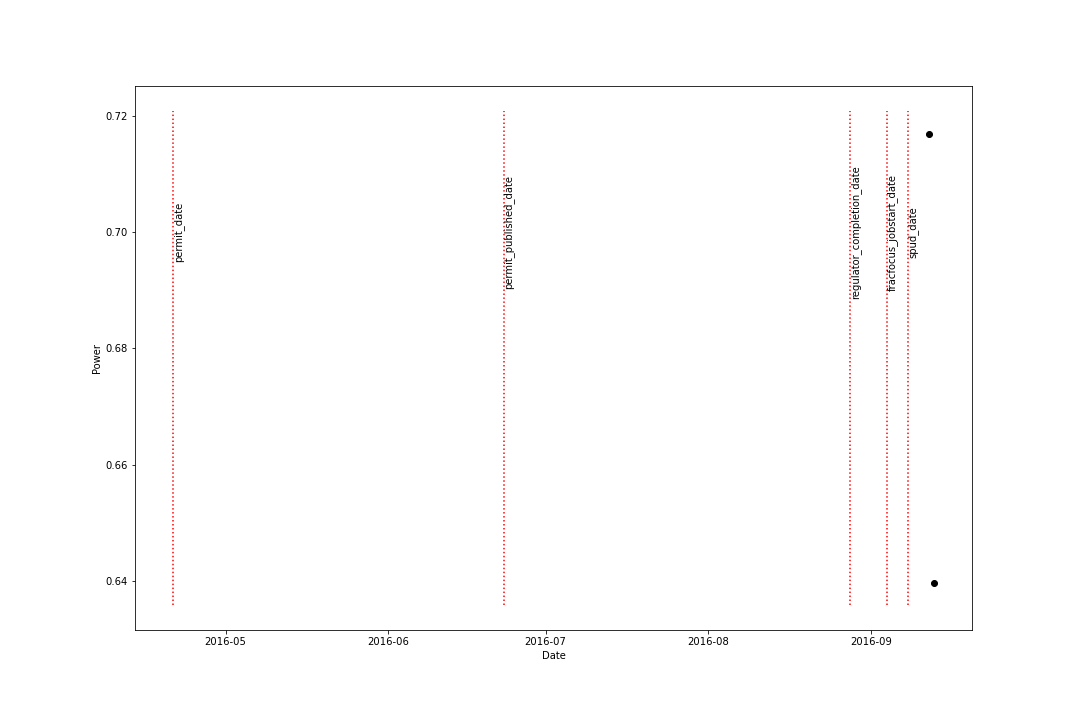 0.72
0.70
0.68
0.66
0.64
Power
permit_date
permit_published_date
regulator_completion_date
fracfocus_jobstart_date
spud_date
2016-05
2016-06
2016-07
2016-08
2016-09
Date